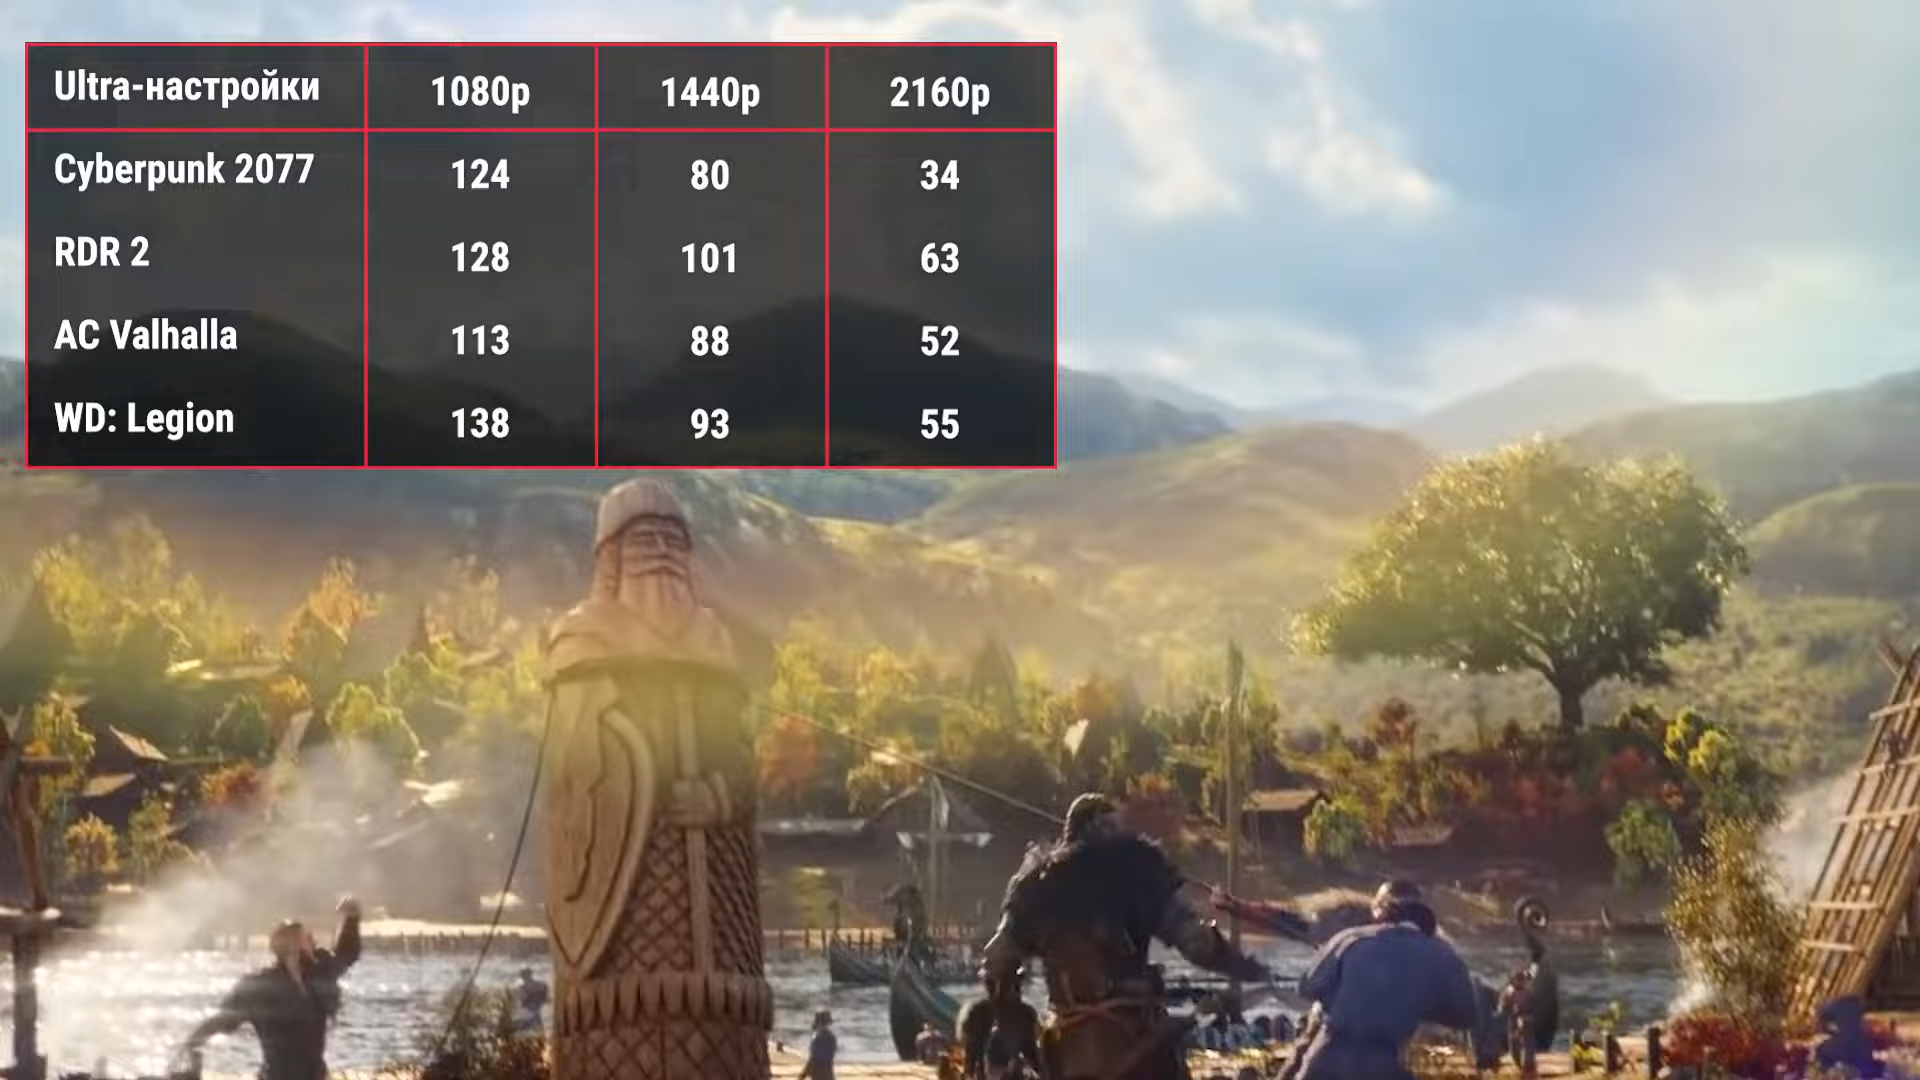 Ultra-настройки 1080p 1440p 2160p
Cyberpunk 2077 124 80 34
RDR 2 128 101 63
AC Valhalla 113 88 52
WD: Legion 138 93 55